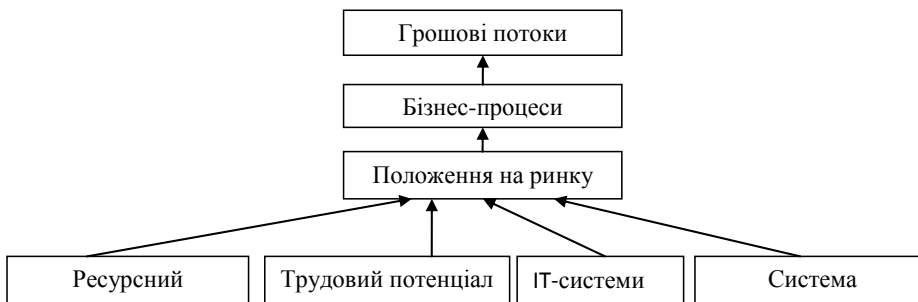 Грошові потоки
Бізнес-процеси
Положення на ринку
Ресурсний
Трудовий потенціал
ІТ-системи
Система